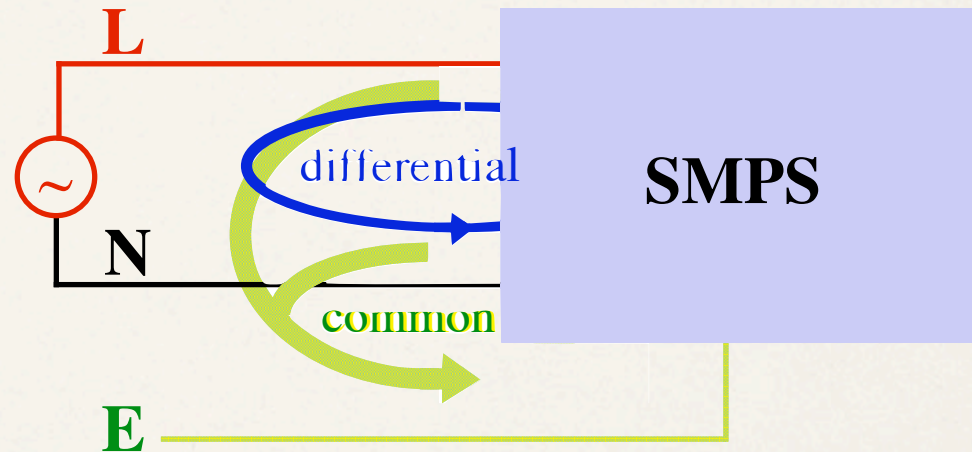 L
differential
SMPS
N
common
E